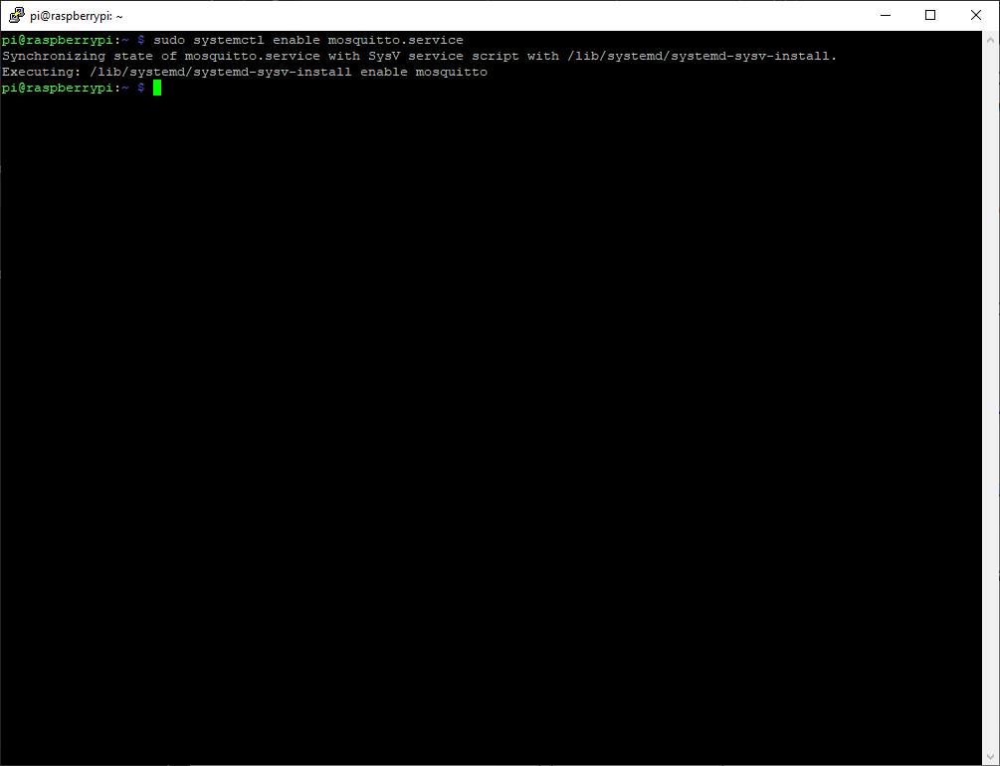 pi@raspberrypi: ~
pi@raspberrypi:~ $ sudo systemctl enable mosquitto.service
Synchronizing state of mosquitto.service with SysV service script with /lib/systemd/systemd-sysv-install.
Executing: /lib/systemd/systemd-sysv-install enable mosquitto
pi@raspberrypi:~ $